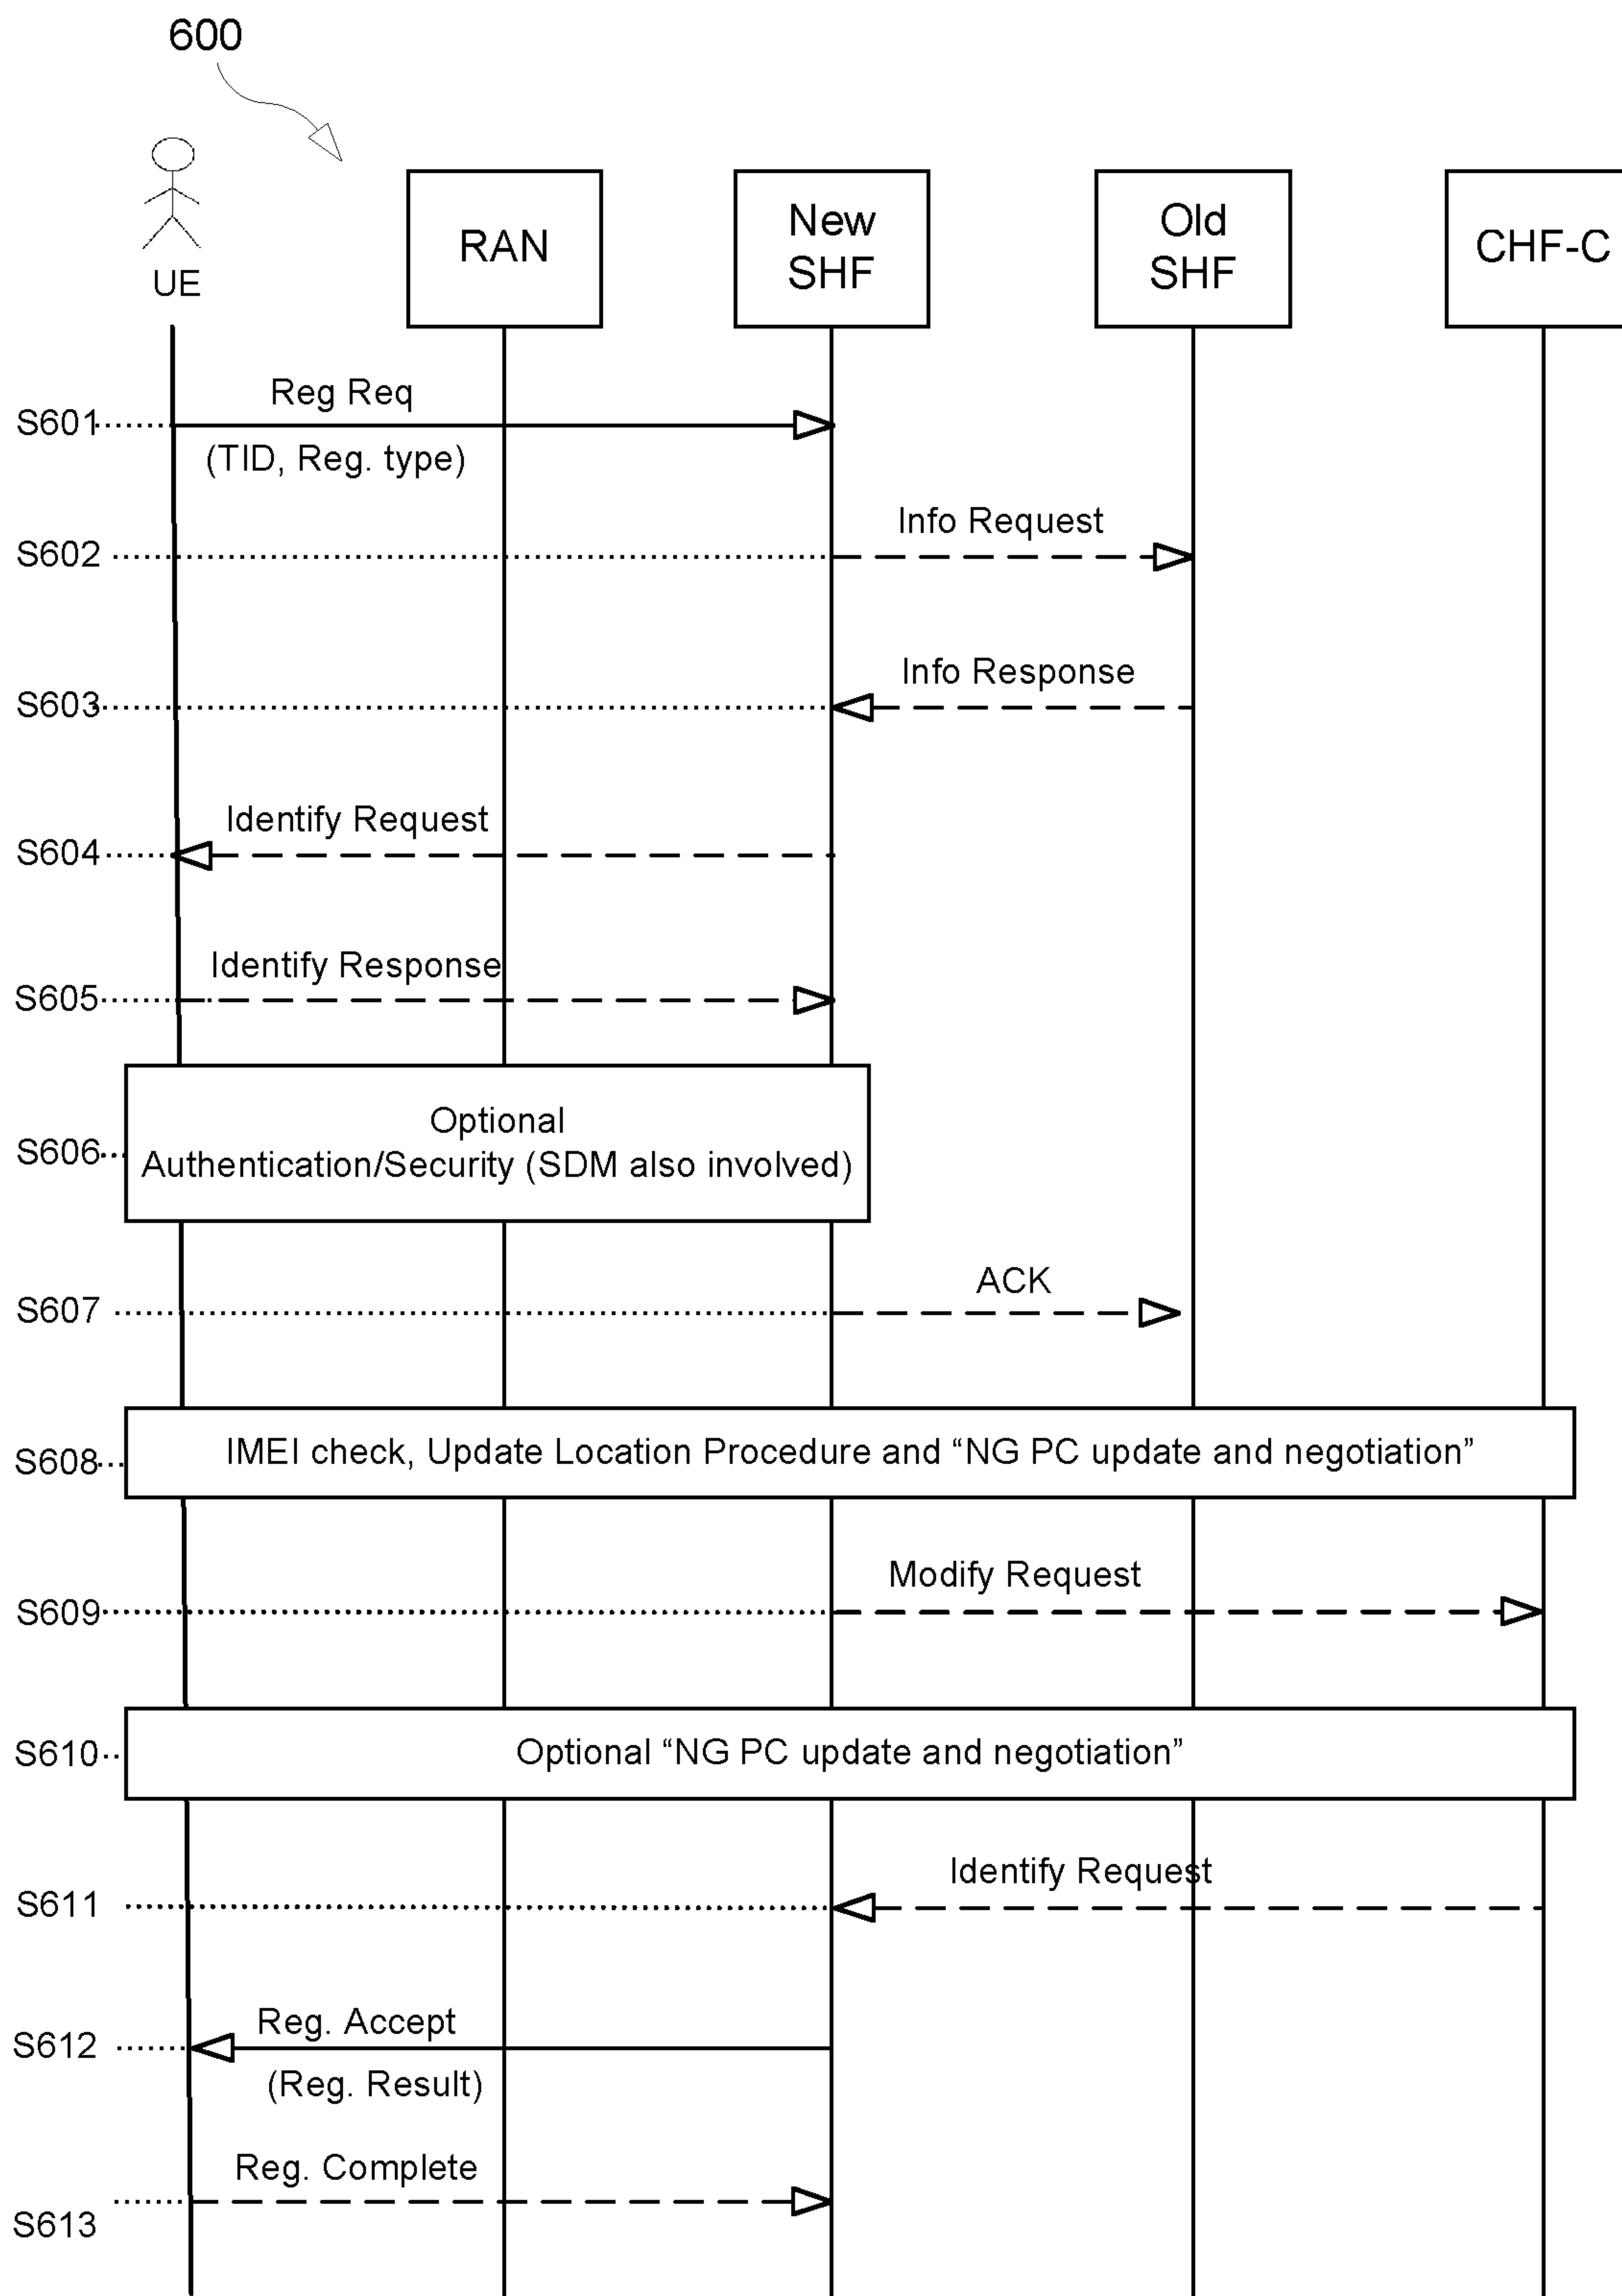 600
UE
RAN
New
SHF
Old
SHF
CHF-C
Reg Req
S601
(TID, Reg. type)
Info Request
S602
Info Response
S603
Identify Request
S604
Identify Response
S605
Optional
S606
Authentication/Security (SDM also involved)
ACK
S607
IMEI check, Update Location Procedure and “NG PC update and negotiation”
S608
Modify Request
S609
Optional “NG PC update and negotiation”
S610
Identify Request
S611
Reg. Accept
S612
(Reg. Result)
Reg. Complete
S613